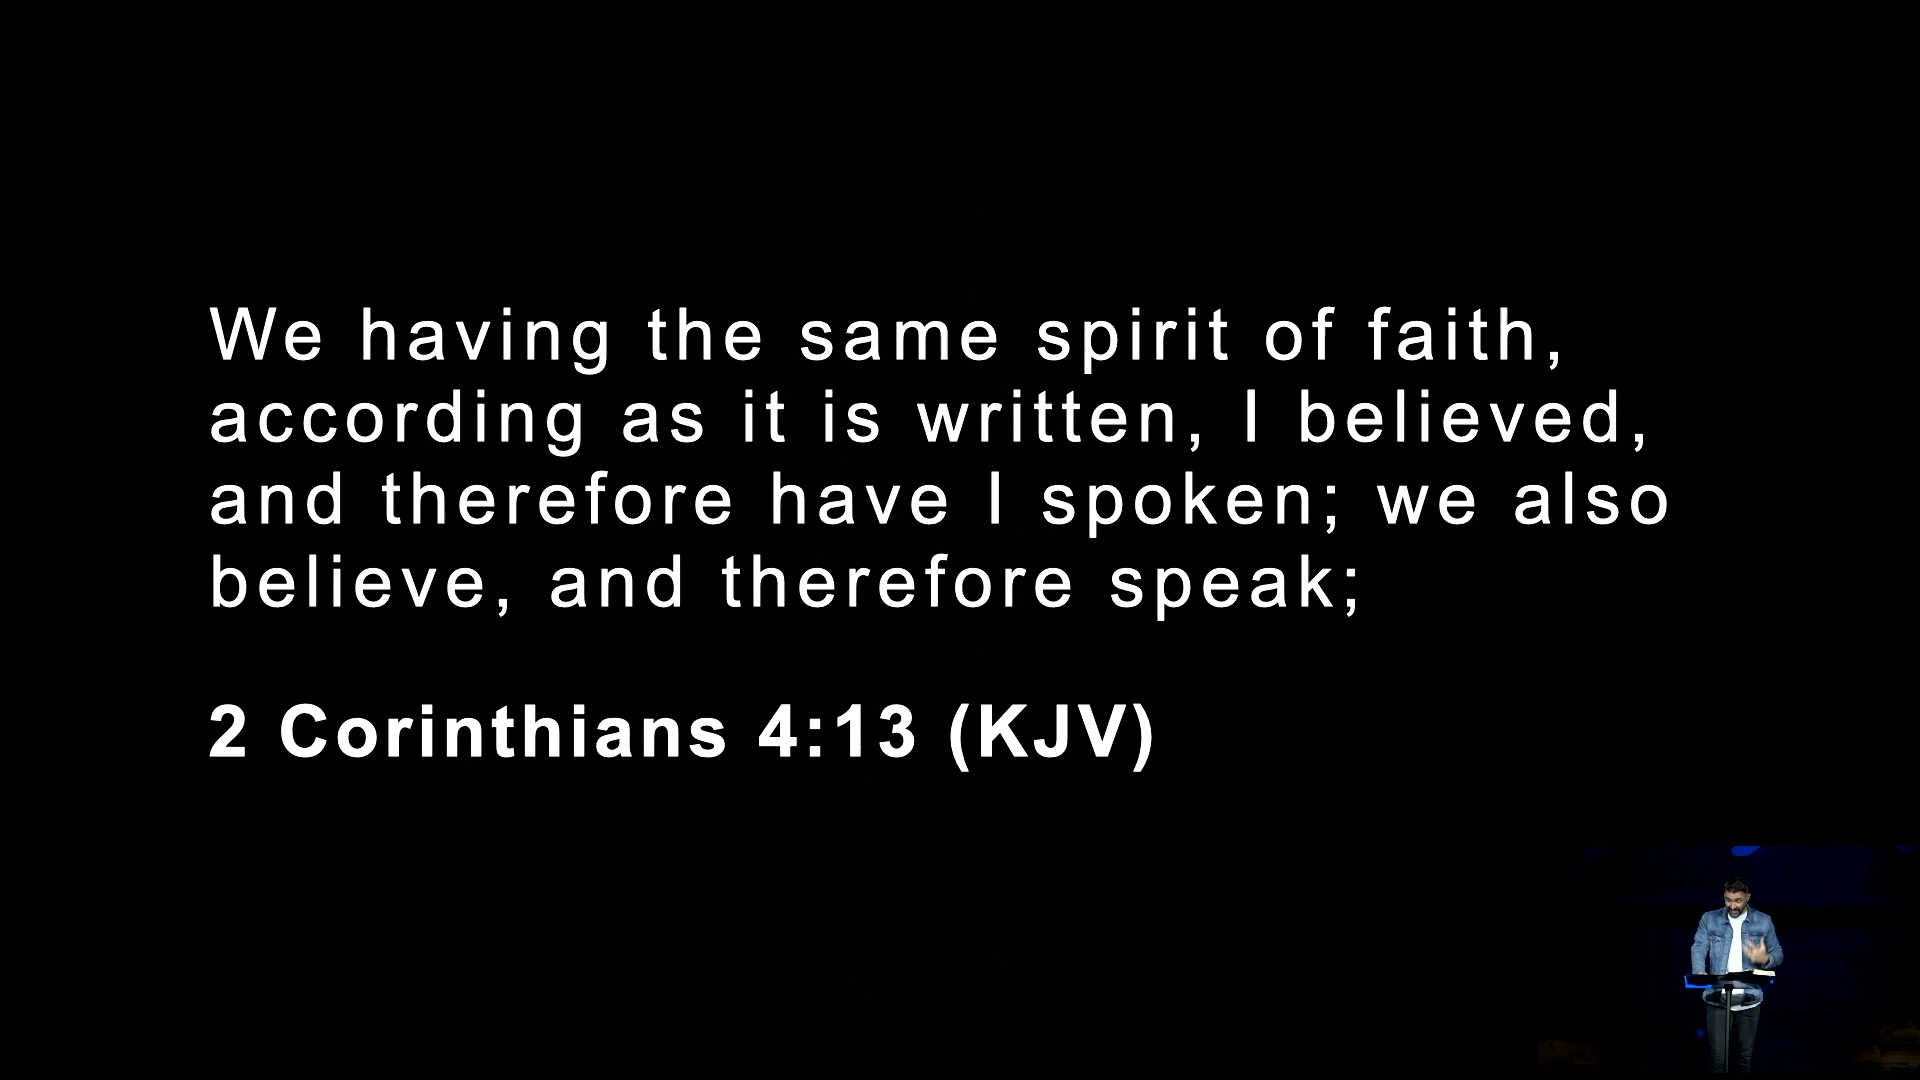 We having the same spirit of faith,
according as it is written, I believed,
and therefore have I spoken; we also
believe, and therefore speak;
2 Corinthians 4:13 (KJV)